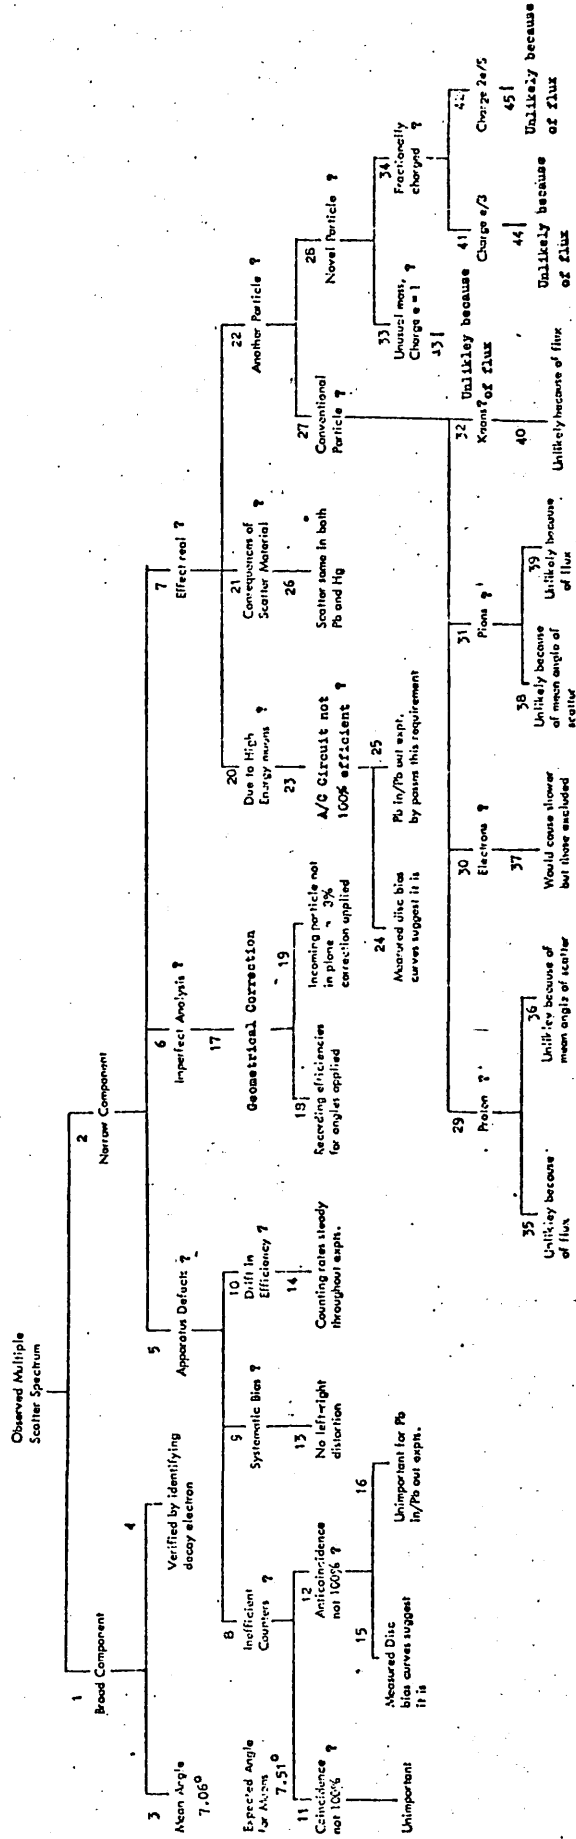 Observed Multiple
Scatter Spectrum
1
Broad Component
2
Narrow Component
3
Mean Angle
7.06°
4
Verified by identifying
decay electron
5
Apparatus Defects ?
6
Imperfect Analysis ?
7
Effect real ?
Expected Angle
for Muons
7.51°
8
Inefficient
Counters ?
9
Systematic Bias ?
10
Drift in
Efficiency ?
17
Geometrical Correction
20
Due to High
Energy muons ?
21
Consequences of
Scatter Material ?
22
Another Particle ?
11
Coincidence
not 100% ?
12
Anticoincidence
not 100% ?
13
No left-right
distortion
14
Counting rates steady
throughout expts.
18
Recording efficiencies
for angles applied
19
Incoming particle not
in plane ~ 3%
correction applied
23
A/C Circuit not
100% efficient ?
26
Scatter same in both
Pb and Hg
27
Conventional
Particle ?
28
Novel Particle ?
Unimportant
15
Measured Disc
bias curves suggest
it is
16
Unimportant for Pb
in/Pb out expts.
24
Measured disc bias
curves suggest it is
25
Pb in/Pb out expt.
by passes this requirement
33
Unusual mass,
Charge e = 1 ?
34
Fractionally
charged ?
43
Unlikley because
of flux
41
Charge e/3
42
Charge 2e/5
44
Unlikely because
of flux
45
Unlikely because
of flux
29
Proton ?
30
Electrons ?
31
Pions ?
32
Kaons?
35
Unlikley because
of flux
36
Unlikley because of
mean angle of scatter
37
Would cause shower
but those excluded
38
Unlikely because
of mean angle of
scatter
39
Unlikely because
of flux
40
Unlikely because of flux